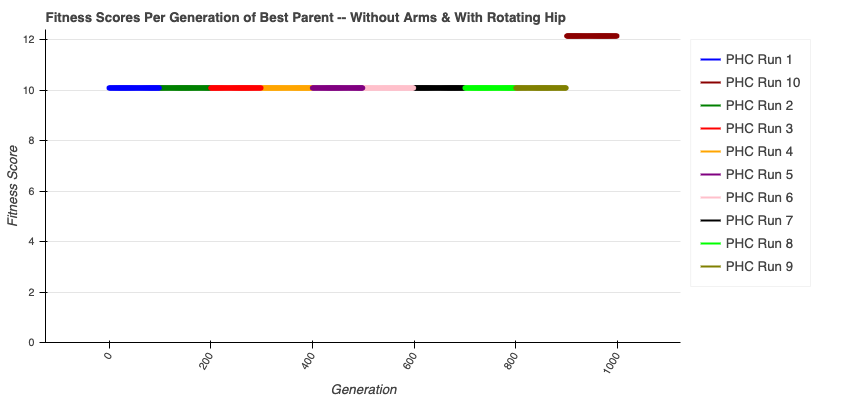 Fitness Scores Per Generation of Best Parent -- Without Arms & With Rotating Hip
12
10
8
6
4
2
0
Fitness Score
0
200
400
600
800
1000
Generation
PHC Run 1
PHC Run 10
PHC Run 2
PHC Run 3
PHC Run 4
PHC Run 5
PHC Run 6
PHC Run 7
PHC Run 8
PHC Run 9